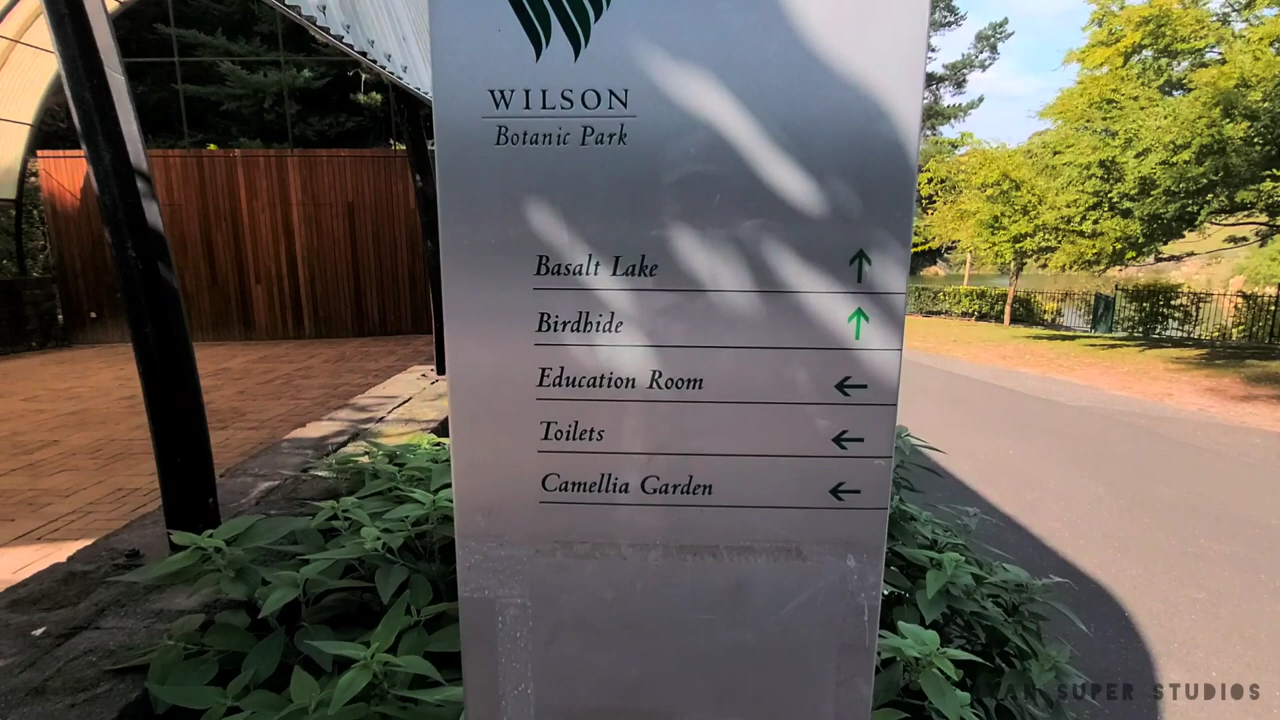 WILSON
Botanic Park
Basalt Lake ↑
Birdhide ↑
Education Room ←
Toilets ←
Camellia Garden ←
SUPER STUDIOS